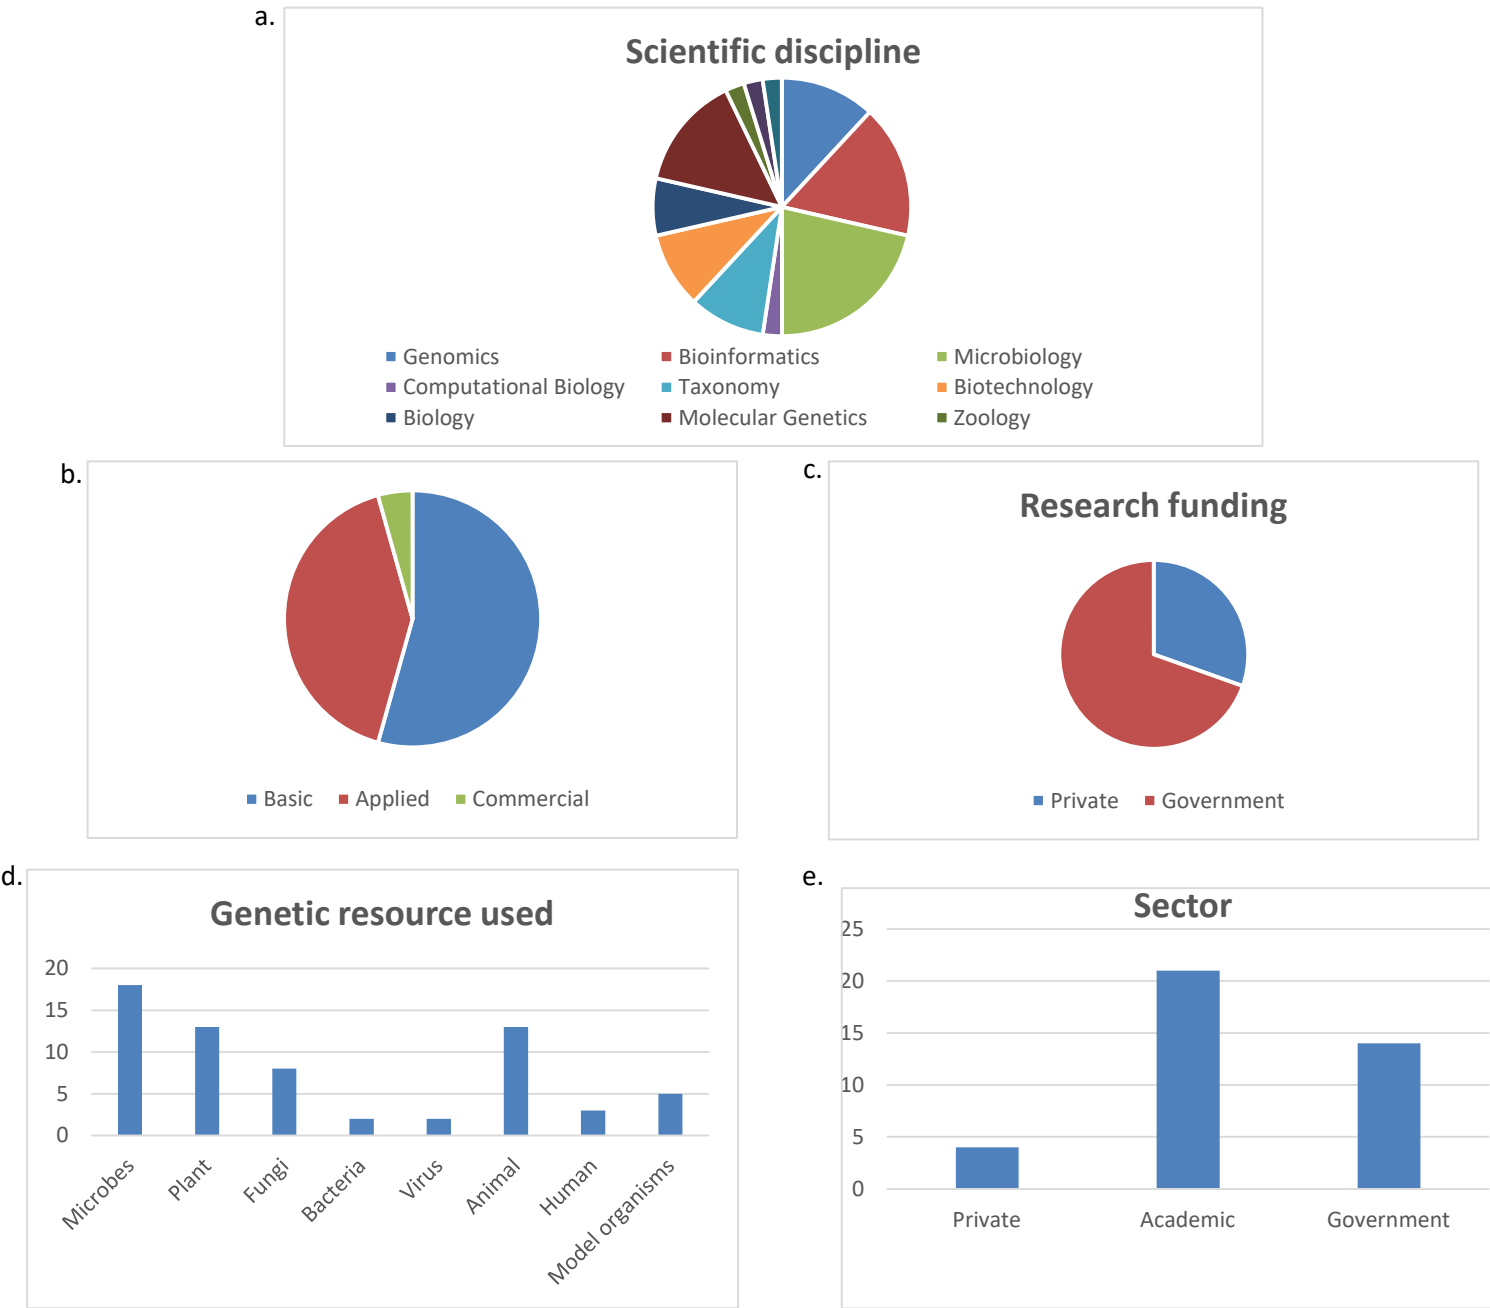 a.
Scientific discipline
Genomics Bioinformatics Microbiology
Computational Biology Taxonomy Biotechnology
Biology Molecular Genetics Zoology
b.
Basic Applied Commercial
c.
Research funding
Private Government
d.
Genetic resource used
20
15
10
5
0
Microbes Plant Fungi Bacteria Virus Animal Human Model organisms
e.
Sector
25
20
15
10
5
0
Private Academic Government